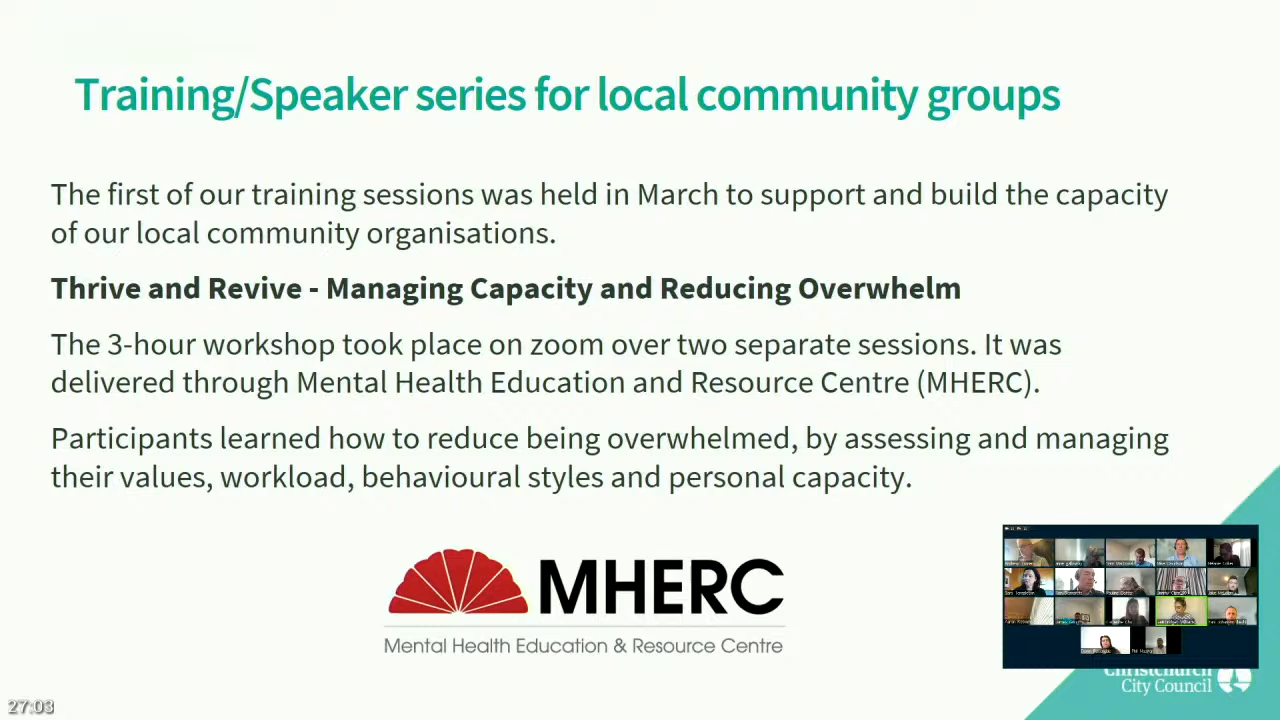 Training/Speaker series for local community groups
The first of our training sessions was held in March to support and build the capacity
of our local community organisations.
Thrive and Revive - Managing Capacity and Reducing Overwhelm
The 3-hour workshop took place on zoom over two separate sessions. It was
delivered through Mental Health Education and Resource Centre (MHERC).
Participants learned how to reduce being overwhelmed, by assessing and managing
their values, workload, behavioural styles and personal capacity.
MHERC
Mental Health Education & Resource Centre
Christchurch
City Council
27:03